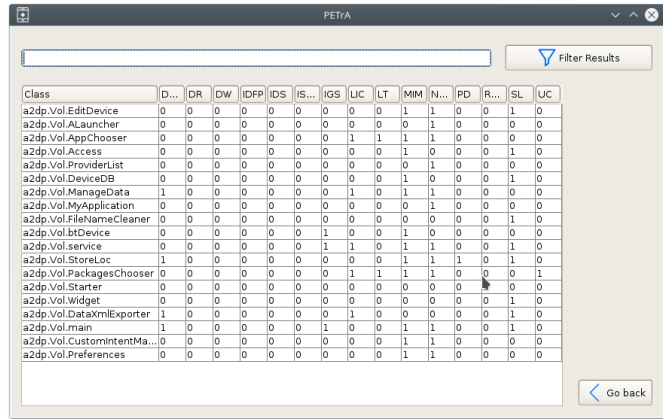 PETrA
Filter Results
Class D... DR DW IDFP IDS IS... IGS LIC LT MIM N... PD R... SL UC
a2dp.Vol.EditDevice 0 0 0 0 0 0 0 0 0 1 1 0 0 1 0
a2dp.Vol.ALauncher 0 0 0 0 0 0 0 0 0 0 1 0 0 0 0
a2dp.Vol.AppChooser 0 0 0 0 0 0 0 1 1 1 1 0 0 0 0
a2dp.Vol.Access 0 0 0 0 0 0 0 0 0 1 0 0 0 1 0
a2dp.Vol.ProviderList 0 0 0 0 0 0 0 0 0 0 1 0 0 0 0
a2dp.Vol.DeviceDB 0 0 0 0 0 0 0 0 0 1 0 0 0 1 0
a2dp.Vol.ManageData 1 0 0 0 0 0 0 1 0 1 1 0 0 0 0
a2dp.Vol.MyApplication 0 0 0 0 0 0 0 0 0 0 1 0 0 0 0
a2dp.Vol.FileNameCleaner 0 0 0 0 0 0 0 0 0 0 0 0 0 1 0
a2dp.Vol.btDevice 0 0 0 0 0 0 1 0 0 1 0 0 0 0 0
a2dp.Vol.service 0 0 0 0 0 0 1 1 0 1 1 0 0 1 0
a2dp.Vol.StoreLoc 1 0 0 0 0 0 0 0 0 1 1 1 0 1 0
a2dp.Vol.PackagesChooser 0 0 0 0 0 0 0 1 1 1 1 0 0 0 1
a2dp.Vol.Starter 0 0 0 0 0 0 0 0 0 0 0 0 0 0 0
a2dp.Vol.Widget 0 0 0 0 0 0 0 0 0 0 0 0 0 1 0
a2dp.Vol.DataXmlExporter 1 0 0 0 0 0 0 1 0 0 0 0 0 1 0
a2dp.Vol.main 1 0 0 0 0 0 1 0 0 1 1 0 0 1 0
a2dp.Vol.CustomIntentMa... 0 0 0 0 0 0 0 0 0 1 1 0 0 0 0
a2dp.Vol.Preferences 0 0 0 0 0 0 0 0 0 1 1 0 0 0 0
Go back